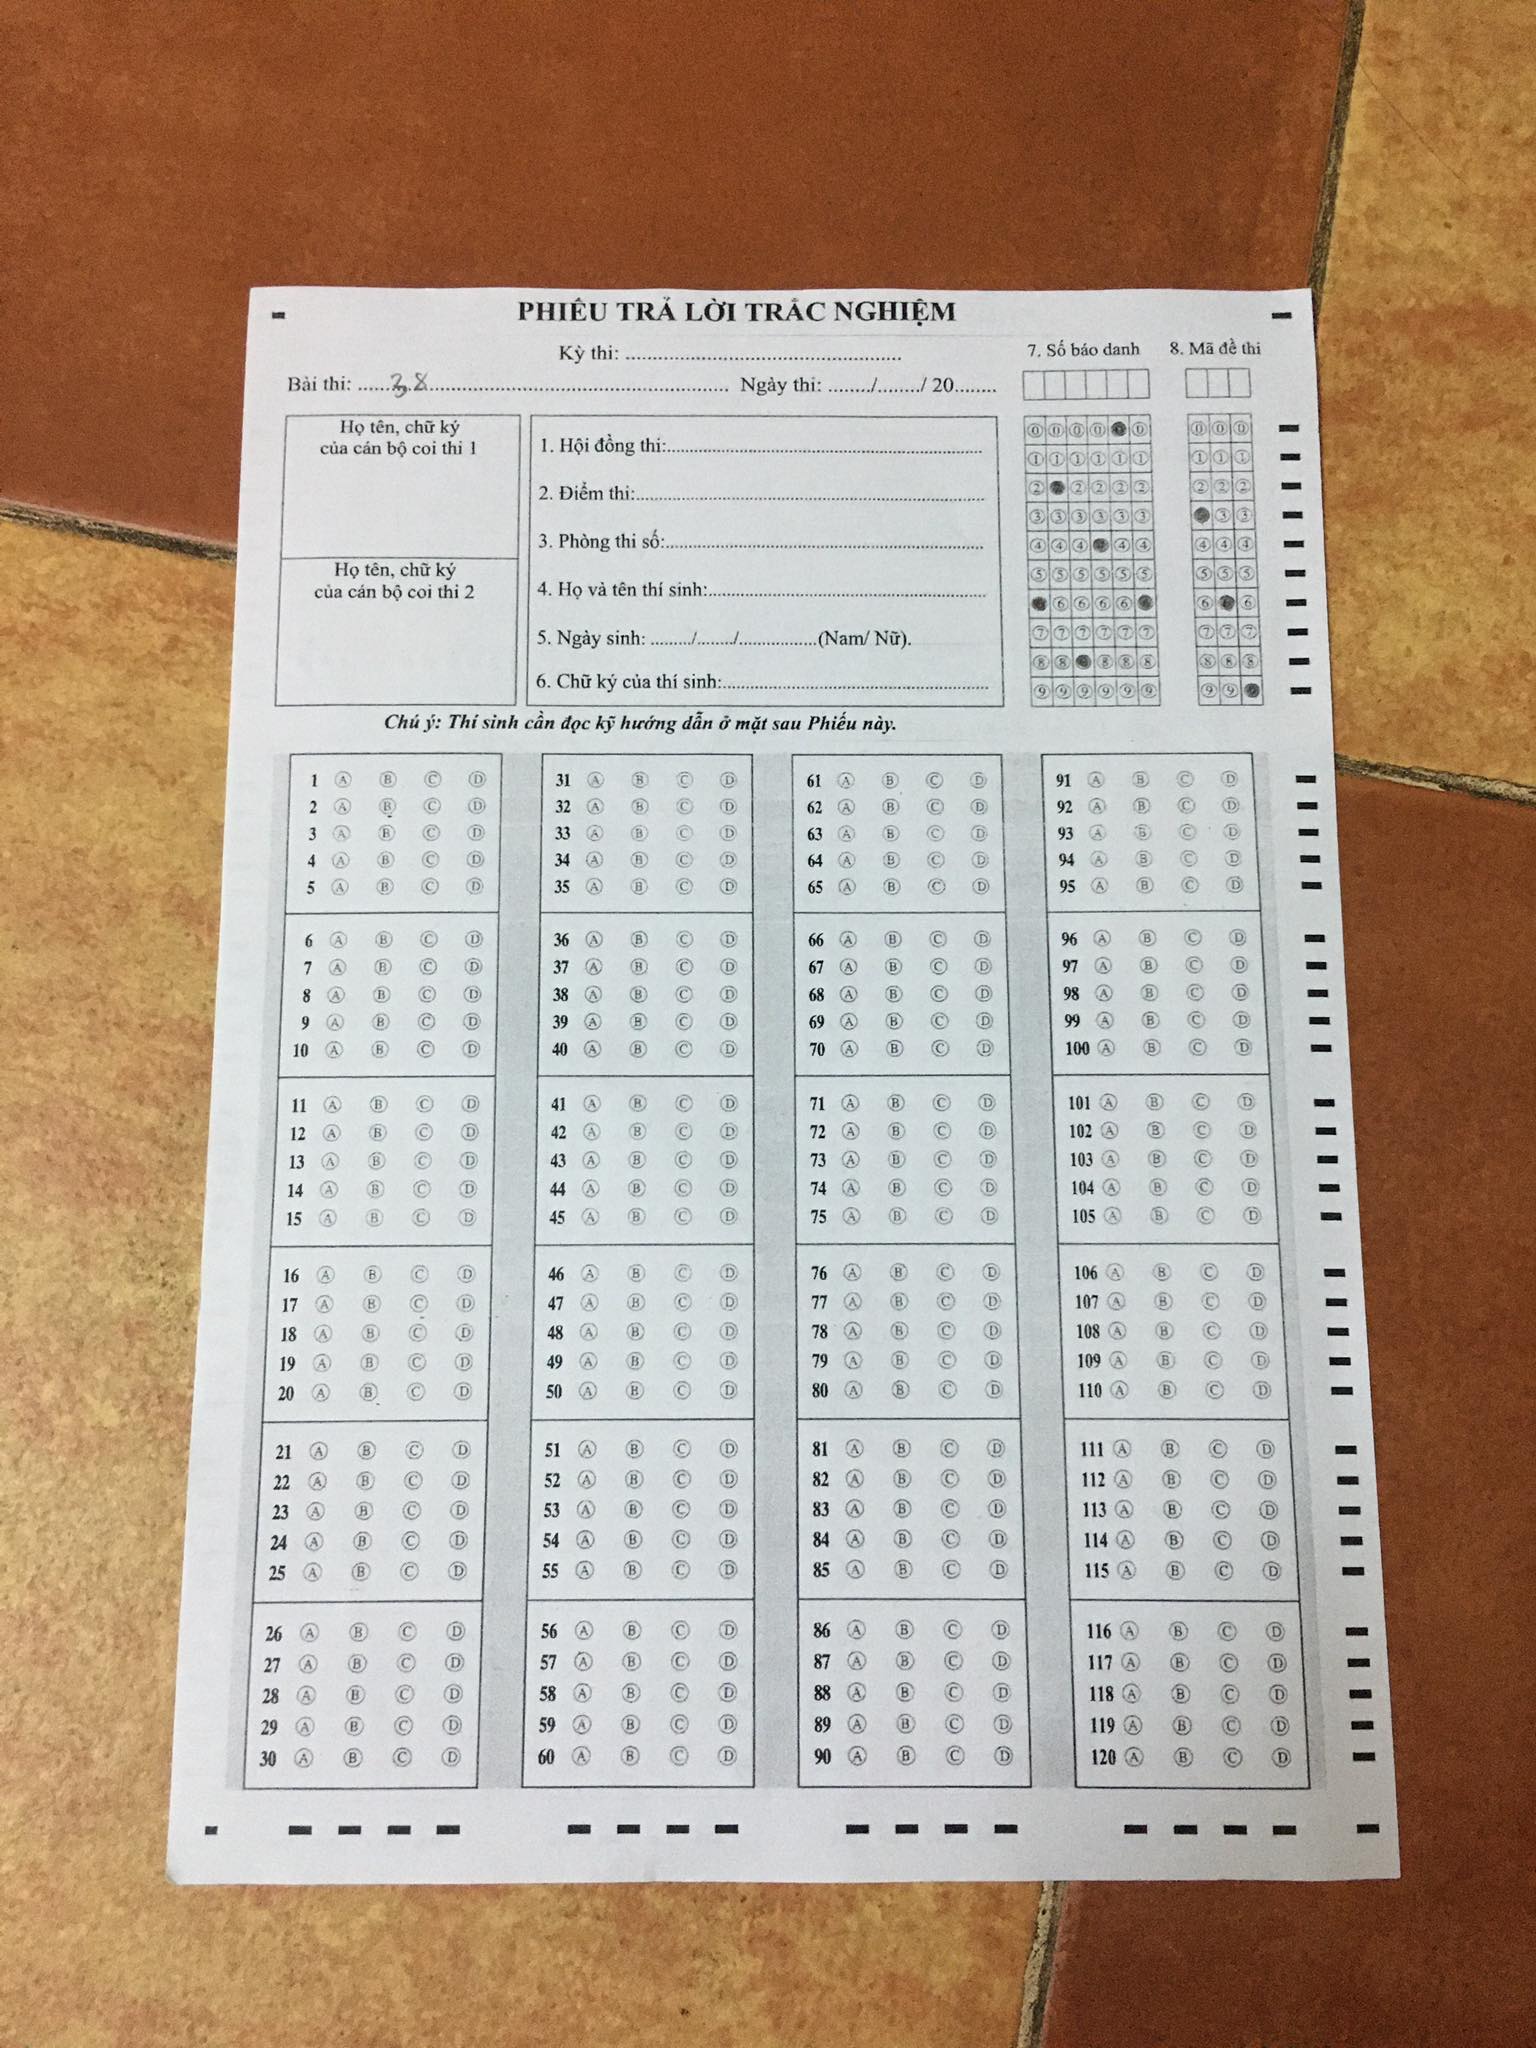 PHIẾU TRẢ LỜI TRẮC NGHIỆM
Kỳ thi: ..................................................
Bài thi: .......38....................................................... Ngày thi: ......../......../ 20........
7. Số báo danh
8. Mã đề thi
Họ tên, chữ ký
của cán bộ coi thi 1
Họ tên, chữ ký
của cán bộ coi thi 2
1. Hội đồng thi:..........................................................
2. Điểm thi:................................................................
3. Phòng thi số:..........................................................
4. Họ và tên thí sinh:..................................................
5. Ngày sinh: ......../......./...............(Nam/ Nữ).
6. Chữ ký của thí sinh:................................................
0 0 0 0 0
1 1 1 1 1 1
2 2 2 2 2
3 3 3 3 3 3
4 4 4 4 4
5 5 5 5 5 5
6 6 6 6
7 7 7 7 7 7
8 8 8 8 8
9 9 9 9 9 9
0 0 0
1 1 1
2 2 2
3 3
4 4 4
5 5 5
6 6
7 7 7
8 8 8
9 9
Chú ý: Thí sinh cần đọc kỹ hướng dẫn ở mặt sau Phiếu này.
1 A B C D
2 A B C D
3 A B C D
4 A B C D
5 A B C D
6 A B C D
7 A B C D
8 A B C D
9 A B C D
10 A B C D
11 A B C D
12 A B C D
13 A B C D
14 A B C D
15 A B C D
16 A B C D
17 A B C D
18 A B C D
19 A B C D
20 A B C D
21 A B C D
22 A B C D
23 A B C D
24 A B C D
25 A B C D
26 A B C D
27 A B C D
28 A B C D
29 A B C D
30 A B C D
31 A B C D
32 A B C D
33 A B C D
34 A B C D
35 A B C D
36 A B C D
37 A B C D
38 A B C D
39 A B C D
40 A B C D
41 A B C D
42 A B C D
43 A B C D
44 A B C D
45 A B C D
46 A B C D
47 A B C D
48 A B C D
49 A B C D
50 A B C D
51 A B C D
52 A B C D
53 A B C D
54 A B C D
55 A B C D
56 A B C D
57 A B C D
58 A B C D
59 A B C D
60 A B C D
61 A B C D
62 A B C D
63 A B C D
64 A B C D
65 A B C D
66 A B C D
67 A B C D
68 A B C D
69 A B C D
70 A B C D
71 A B C D
72 A B C D
73 A B C D
74 A B C D
75 A B C D
76 A B C D
77 A B C D
78 A B C D
79 A B C D
80 A B C D
81 A B C D
82 A B C D
83 A B C D
84 A B C D
85 A B C D
86 A B C D
87 A B C D
88 A B C D
89 A B C D
90 A B C D
91 A B C D
92 A B C D
93 A B C D
94 A B C D
95 A B C D
96 A B C D
97 A B C D
98 A B C D
99 A B C D
100 A B C D
101 A B C D
102 A B C D
103 A B C D
104 A B C D
105 A B C D
106 A B C D
107 A B C D
108 A B C D
109 A B C D
110 A B C D
111 A B C D
112 A B C D
113 A B C D
114 A B C D
115 A B C D
116 A B C D
117 A B C D
118 A B C D
119 A B C D
120 A B C D